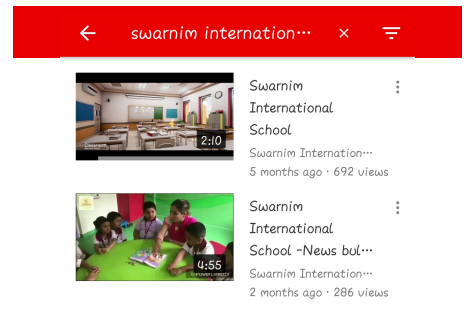 swarnim internation…
Swarnim
International
School
2:10
Swarnim Internation…
5 months ago · 692 views
Swarnim
International
School -News bul…
4:55
Swarnim Internation…
2 months ago · 286 views